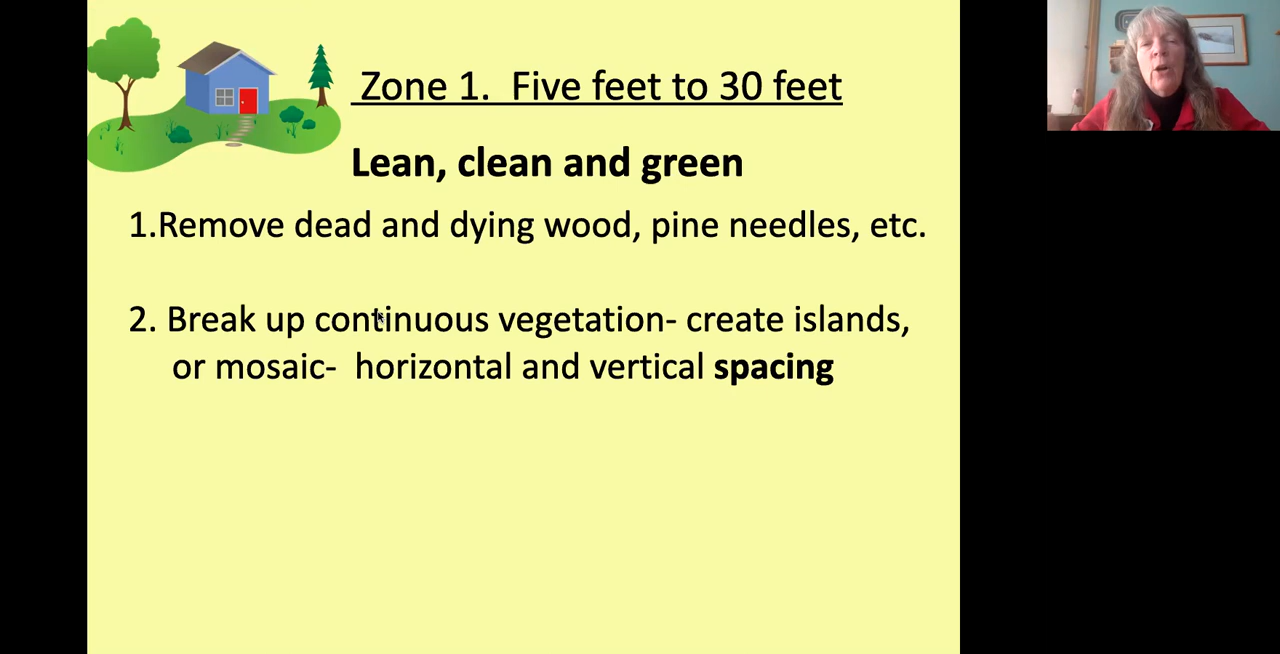 Zone 1. Five feet to 30 feet
Lean, clean and green
1.Remove dead and dying wood, pine needles, etc.
2. Break up continuous vegetation- create islands,
or mosaic- horizontal and vertical spacing